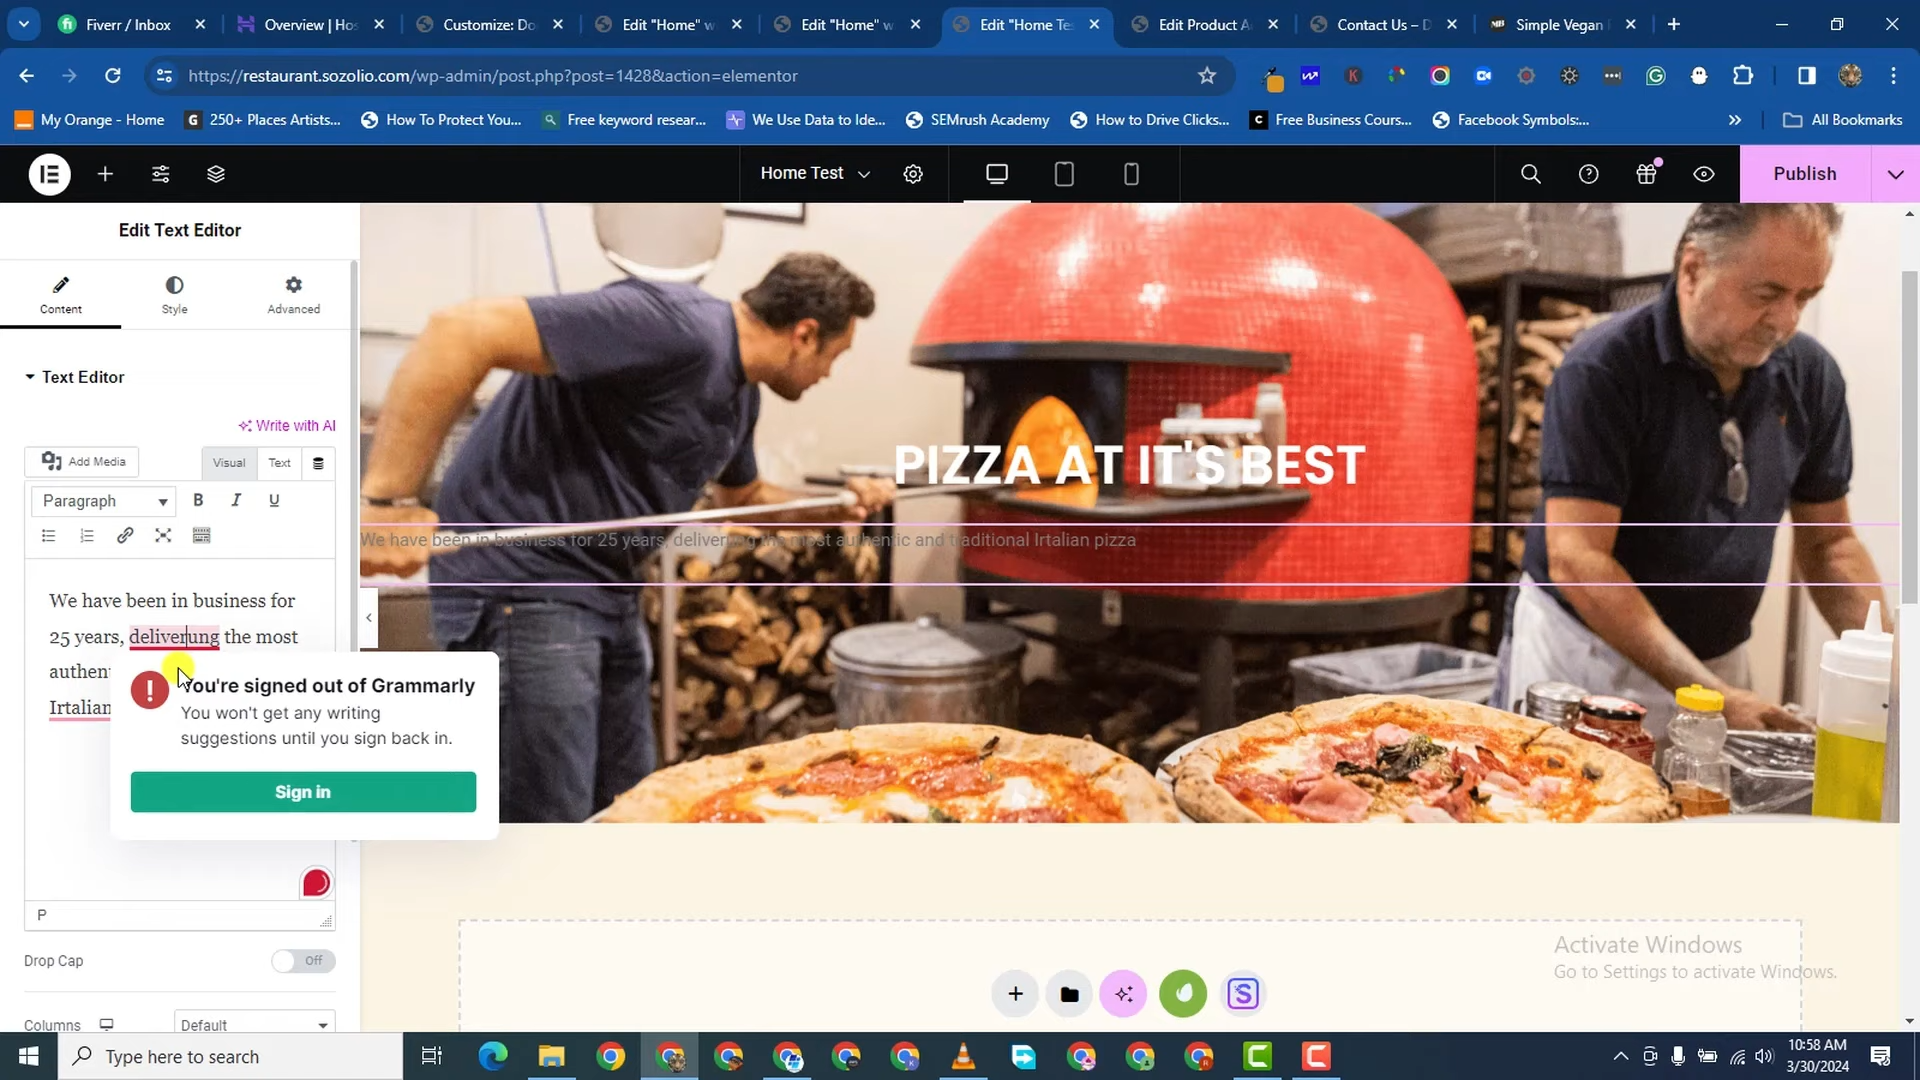 Fiverr / Inbox
Overview | Hos
Customize: Do
Edit "Home" w
Edit "Home" w
Edit "Home Te
Edit Product A
Contact Us – D
Simple Vegan
https://restaurant.sozolio.com/wp-admin/post.php?post=1428&action=elementor
My Orange - Home
250+ Places Artists...
How To Protect You...
Free keyword resear...
We Use Data to Ide...
SEMrush Academy
How to Drive Clicks...
Free Business Cours...
Facebook Symbols:...
All Bookmarks
Home Test
Publish
Edit Text Editor
Content
Style
Advanced
Text Editor
Write with AI
Add Media
Visual
Text
Paragraph
B
I
U
We have been in business for
25 years, deliverung the most
authent
Irtalian
You're signed out of Grammarly
You won't get any writing
suggestions until you sign back in.
Sign in
P
Drop Cap
Off
Columns
Default
PIZZA AT IT'S BEST
We have been in business for 25 years, deliverung the most authentic and traditional Irtalian pizza
Activate Windows
Go to Settings to activate Windows.
Type here to search
10:58 AM
3/30/2024